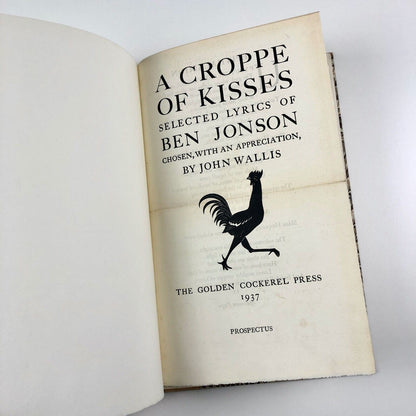 A CROPPE
OF KISSES
SELECTED LYRICS OF
BEN JONSON
CHOSEN, WITH AN APPRECIATION,
BY JOHN WALLIS
THE GOLDEN COCKEREL PRESS
1937
PROSPECTUS